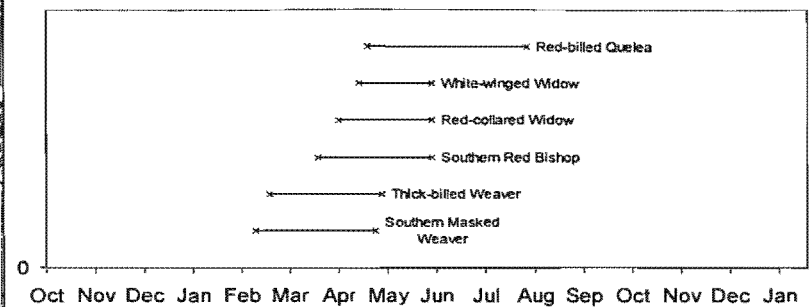 Red-billed Quelea
White-winged Widow
Red-collared Widow
Southern Red Bishop
Thick-billed Weaver
Southern Masked
Weaver
0
Oct Nov Dec Jan Feb Mar Apr May Jun Jul Aug Sep Oct Nov Dec Jan